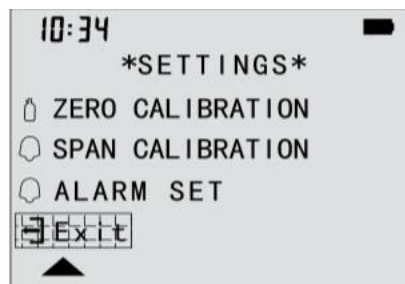 10:34
*SETTINGS*
ZERO CALIBRATION
SPAN CALIBRATION
ALARM SET
Exit